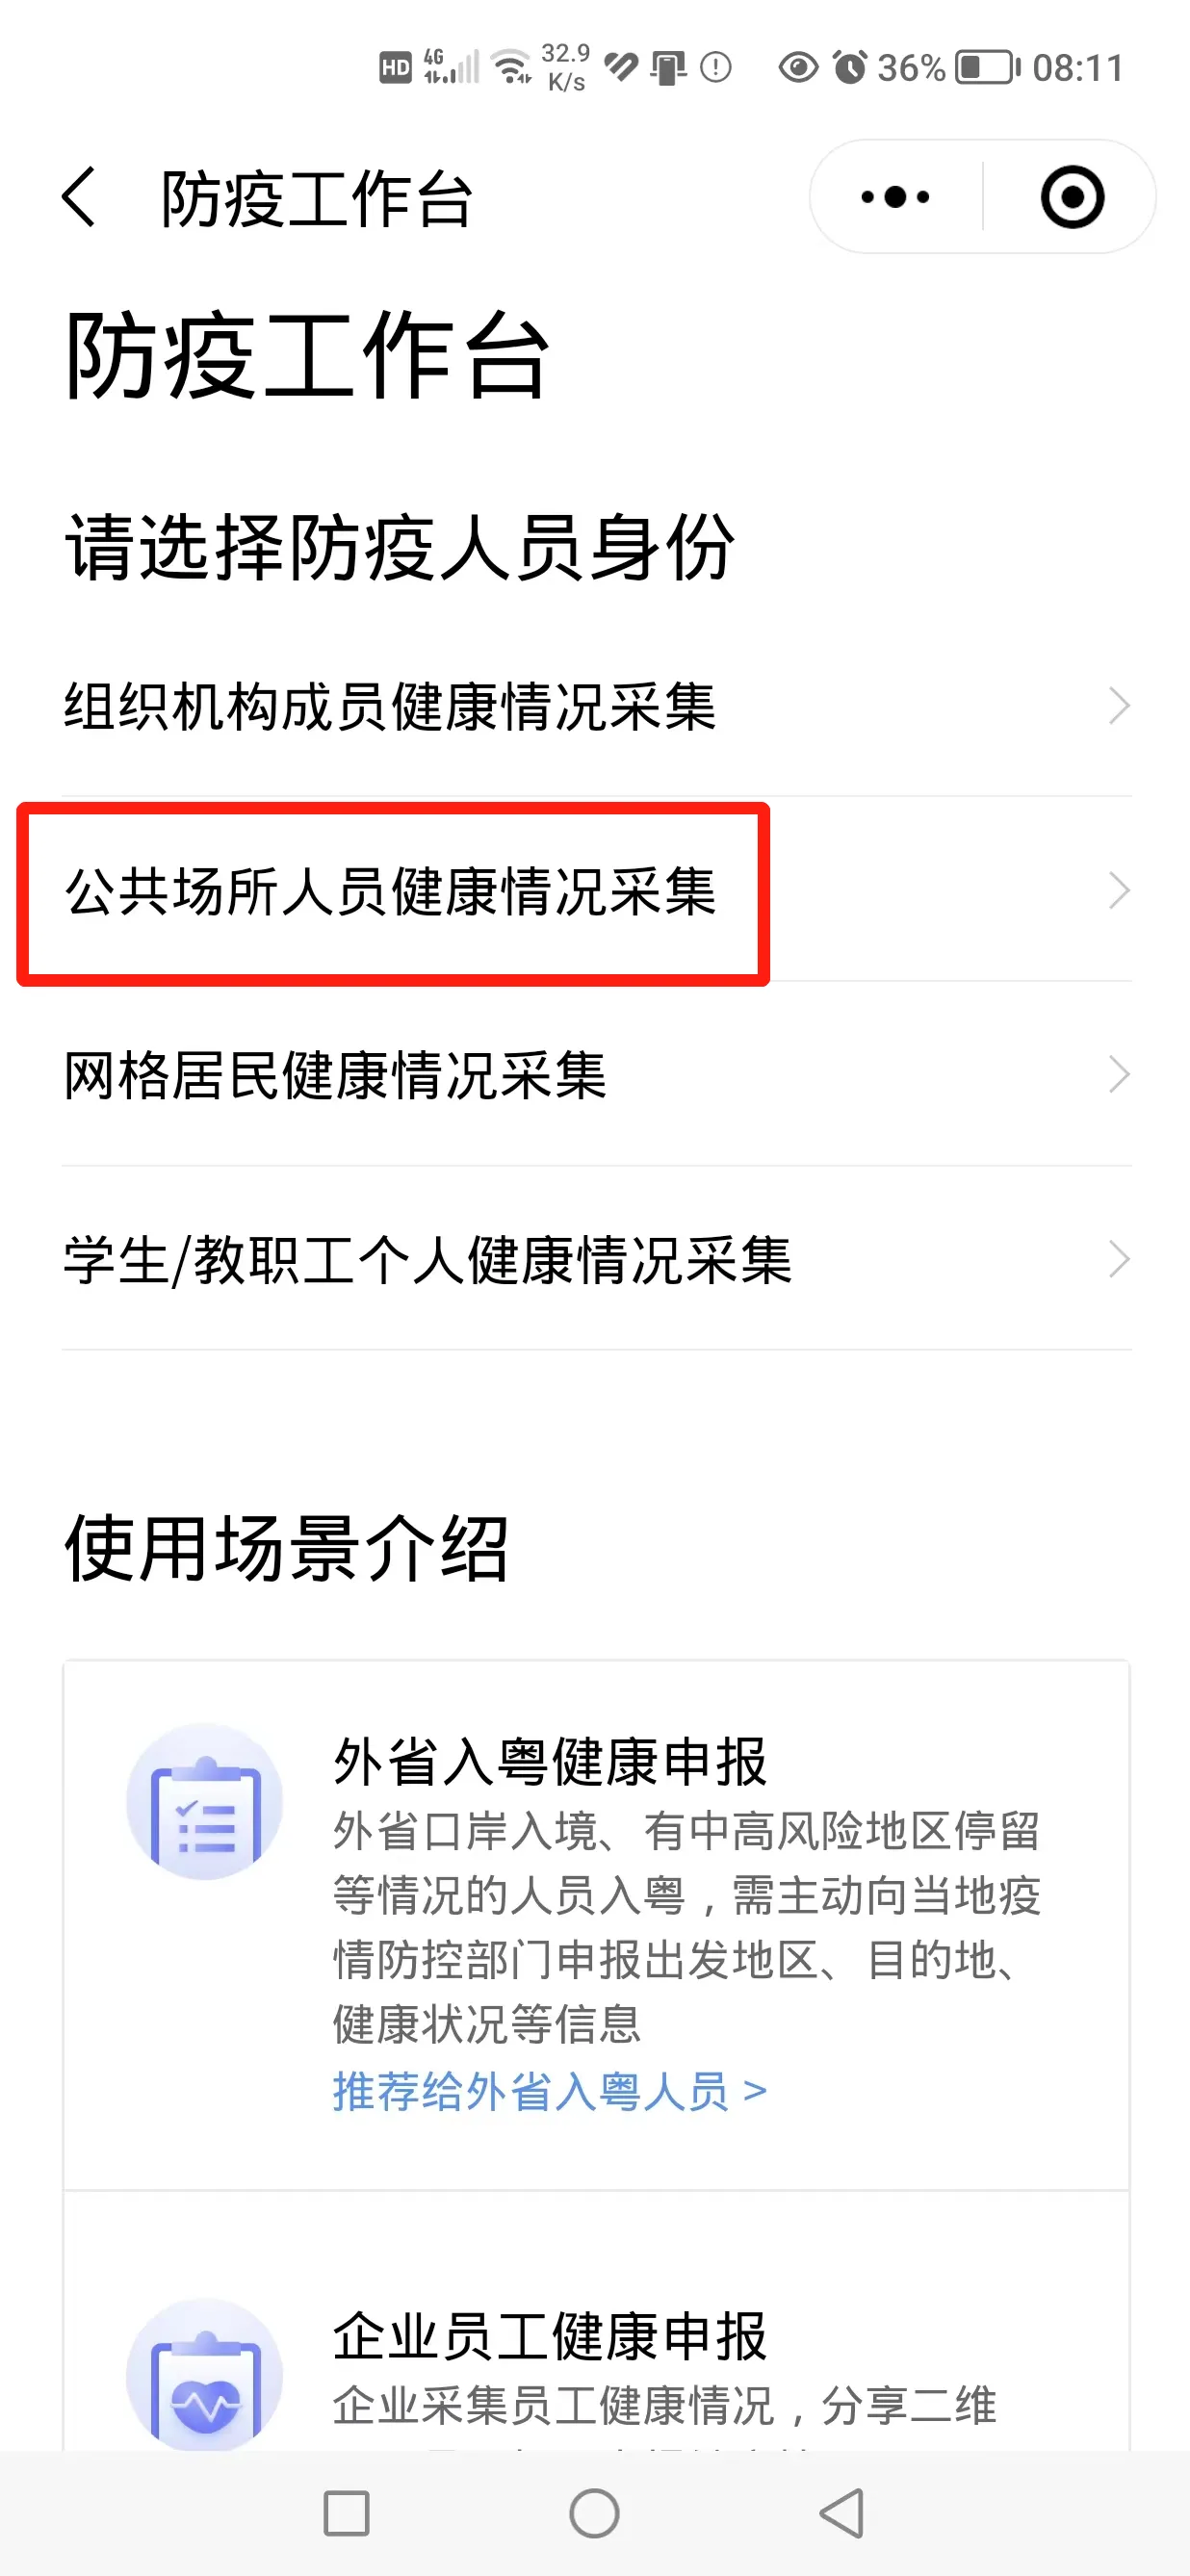 HD 4G 32.9 K/s 36% 08:11
防疫工作台
防疫工作台
请选择防疫人员身份
组织机构成员健康情况采集
公共场所人员健康情况采集
网格居民健康情况采集
学生/教职工个人健康情况采集
使用场景介绍
外省入粤健康申报
外省口岸入境、有中高风险地区停留
等情况的人员入粤，需主动向当地疫
情防控部门申报出发地区、目的地、
健康状况等信息
推荐给外省入粤人员 >
企业员工健康申报
企业采集员工健康情况，分享二维